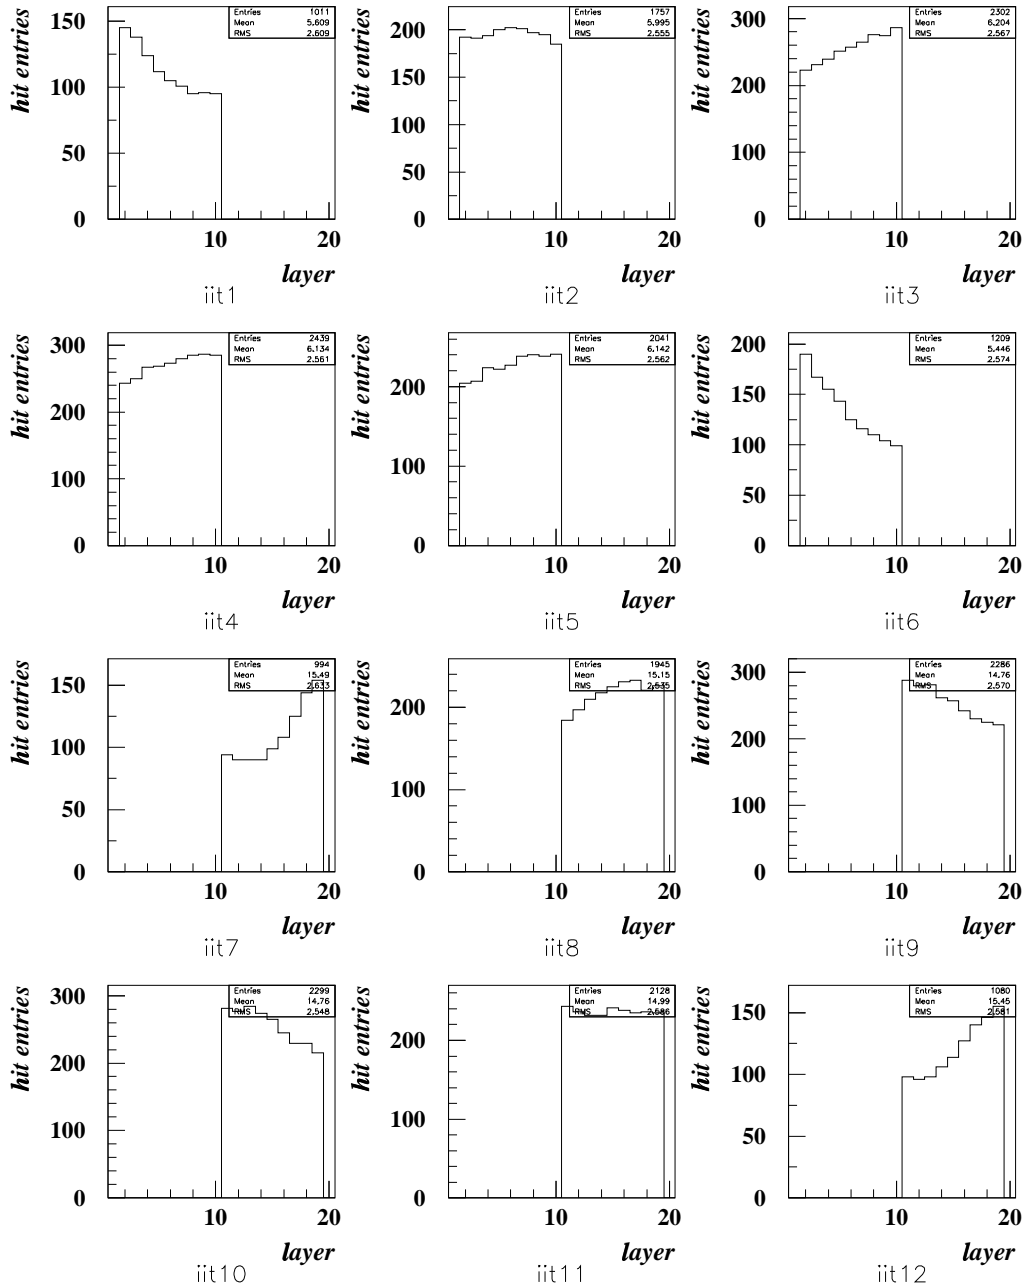 hit entries
150
100
50
0
Entries 1011
Mean 5.609
RMS 2.609
10 20
layer
iit1
hit entries
200
150
100
50
0
Entries 1757
Mean 5.995
RMS 2.555
10 20
layer
iit2
hit entries
300
200
100
0
Entries 2302
Mean 6.204
RMS 2.567
10 20
layer
iit3
hit entries
300
200
100
0
Entries 2439
Mean 6.134
RMS 2.561
10 20
layer
iit4
hit entries
200
100
0
Entries 2041
Mean 6.142
RMS 2.562
10 20
layer
iit5
hit entries
200
150
100
50
0
Entries 1209
Mean 5.446
RMS 2.574
10 20
layer
iit6
hit entries
150
100
50
0
Entries 994
Mean 15.49
RMS 2.633
10 20
layer
iit7
hit entries
200
100
0
Entries 1945
Mean 15.15
RMS 2.535
10 20
layer
iit8
hit entries
300
200
100
0
Entries 2286
Mean 14.76
RMS 2.570
10 20
layer
iit9
hit entries
300
200
100
0
Entries 2299
Mean 14.76
RMS 2.548
10 20
layer
iit10
hit entries
200
100
0
Entries 2128
Mean 14.99
RMS 2.586
10 20
layer
iit11
hit entries
150
100
50
0
Entries 1080
Mean 15.45
RMS 2.581
10 20
layer
iit12